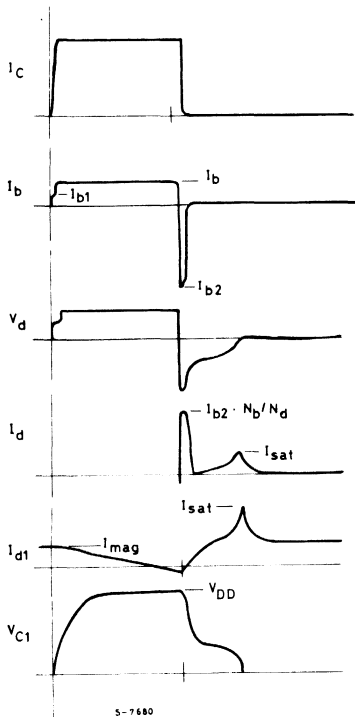 I_C
I_b
I_b
I_b1
I_b2
V_d
I_b2 · N_b/N_d
I_d
I_sat
I_sat
I_mag
I_d1
V_DD
V_C1
S-7680